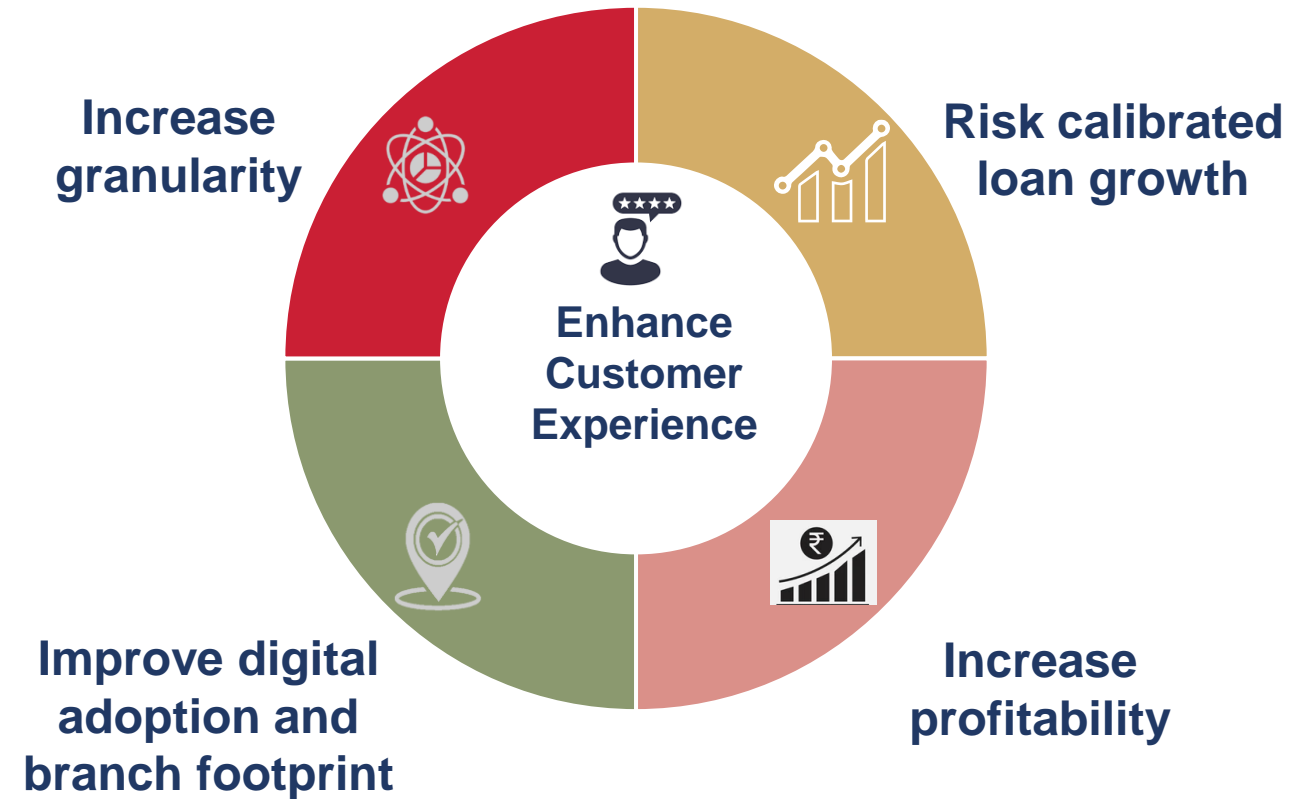 Increase
granularity
Risk calibrated
loan growth
Enhance
Customer
Experience
₹
Improve digital
adoption and
branch footprint
Increase
profitability